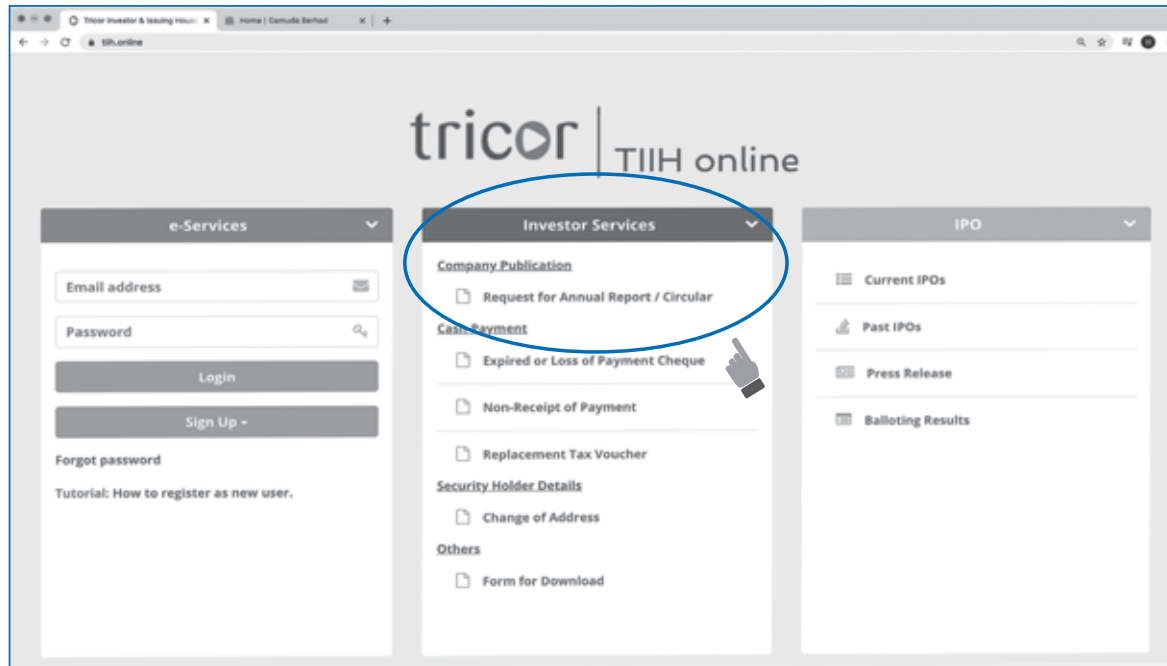 Tricor Investor & Issuing Hous
Home | Gamuda Berhad
tiih.online
tricor
TIIH online
e-Services
Email address
Password
Login
Sign Up
Forgot password
Tutorial: How to register as new user.
Investor Services
Company Publication
Request for Annual Report / Circular
Cash Payment
Expired or Loss of Payment Cheque
Non-Receipt of Payment
Replacement Tax Voucher
Security Holder Details
Change of Address
Others
Form for Download
IPO
Current IPOs
Past IPOs
Press Release
Balloting Results